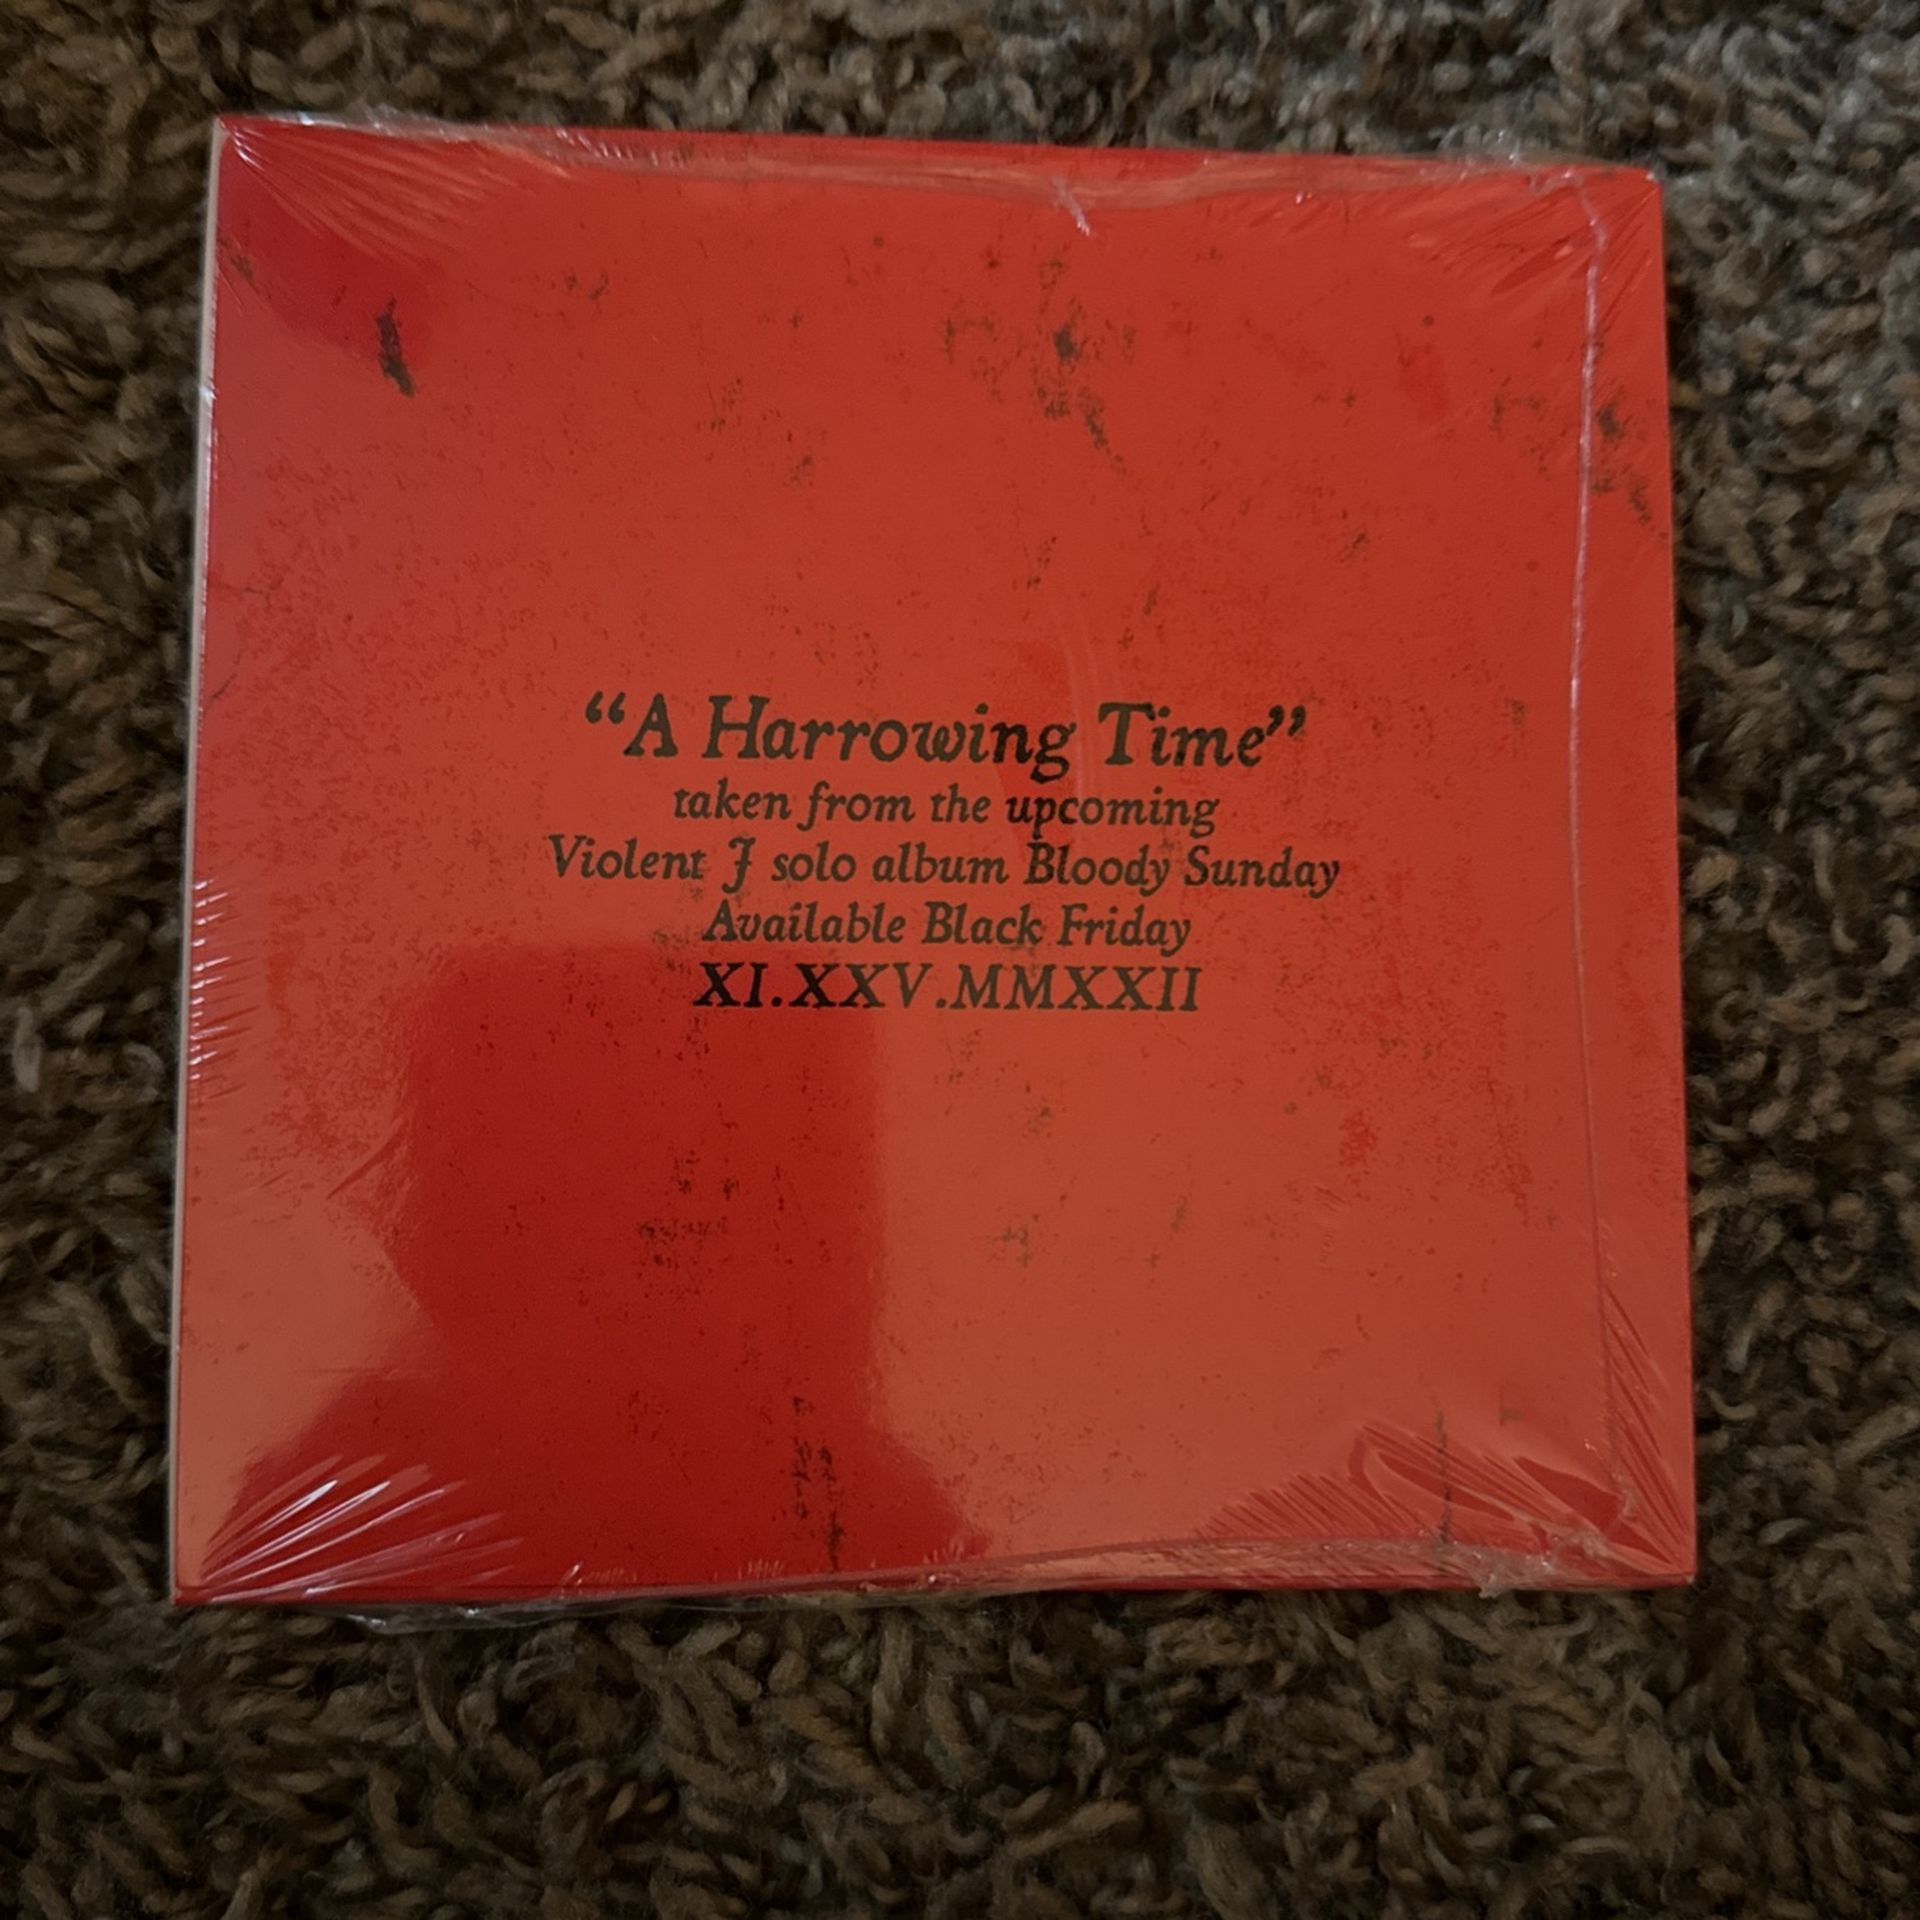 “A Harrowing Time”
taken from the upcoming
Violent J solo album Bloody Sunday
Available Black Friday
XI.XXV.MMXXII